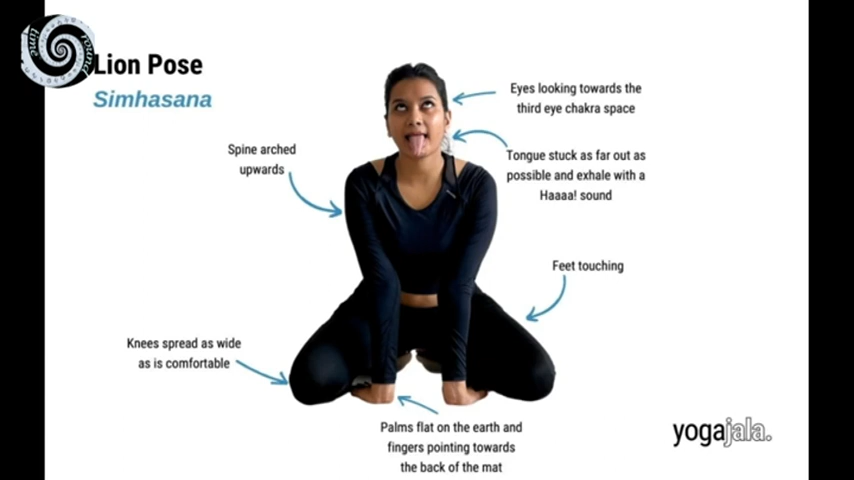 time round
Lion Pose
Simhasana
Eyes looking towards the
third eye chakra space
Spine arched
upwards
Tongue stuck as far out as
possible and exhale with a
Haaaa! sound
Feet touching
Knees spread as wide
as is comfortable
Palms flat on the earth and
fingers pointing towards
the back of the mat
yogajala.